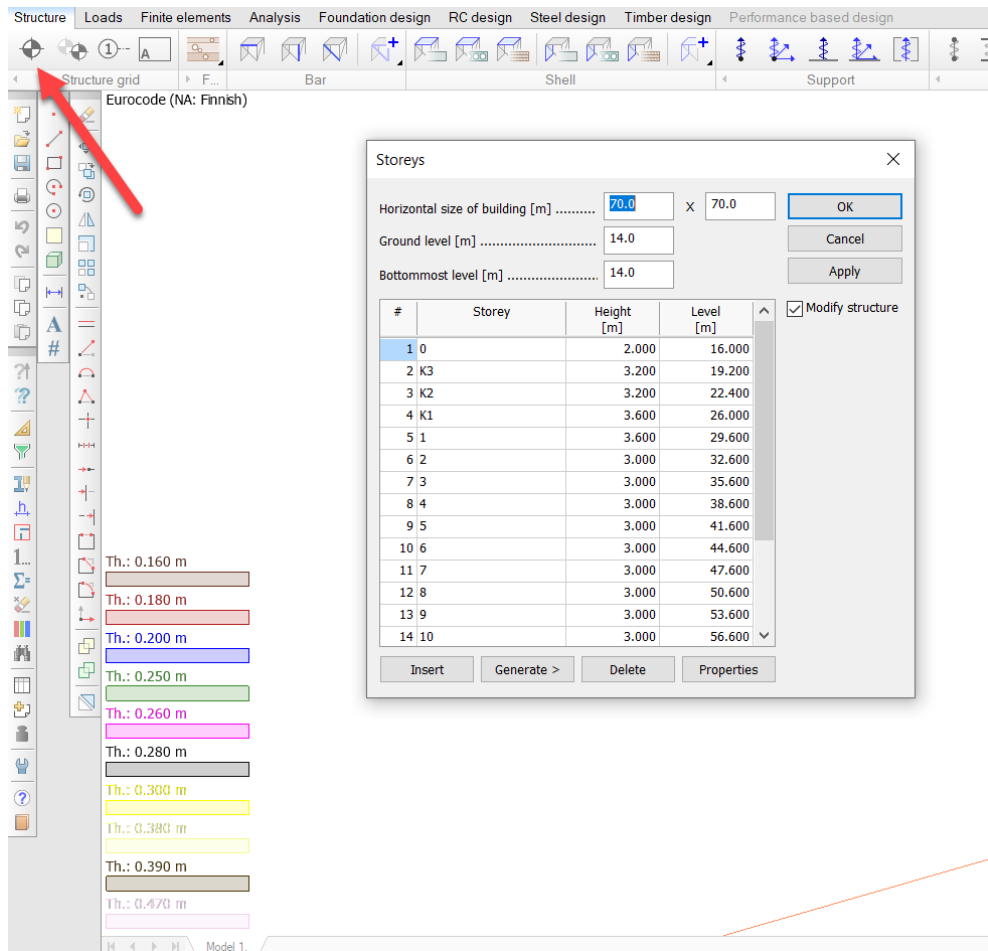 Structure Loads Finite elements Analysis Foundation design RC design Steel design Timber design Performance based design
1 A
Structure grid F... Bar Shell Support
Eurocode (NA: Finnish)
Storeys
Horizontal size of building [m] .......... 70.0 X 70.0 OK
Ground level [m] ............................. 14.0 Cancel
Bottommost level [m] ....................... 14.0 Apply
# Storey Height [m] Level [m] Modify structure
1 0 2.000 16.000
2 K3 3.200 19.200
3 K2 3.200 22.400
4 K1 3.600 26.000
5 1 3.600 29.600
6 2 3.000 32.600
7 3 3.000 35.600
8 4 3.000 38.600
9 5 3.000 41.600
10 6 3.000 44.600
11 7 3.000 47.600
12 8 3.000 50.600
13 9 3.000 53.600
14 10 3.000 56.600
Insert Generate > Delete Properties
A
#
?
?
h
1...
Σ=
?
Th.: 0.160 m
Th.: 0.180 m
Th.: 0.200 m
Th.: 0.250 m
Th.: 0.260 m
Th.: 0.280 m
Th.: 0.300 m
Th.: 0.380 m
Th.: 0.390 m
Th.: 0.470 m
Model 1.